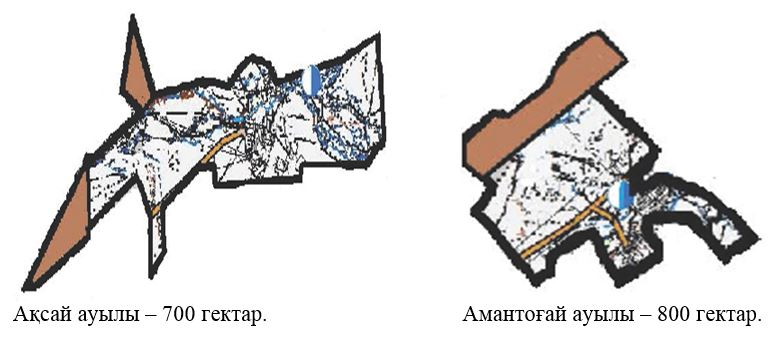 Ақсай ауылы – 700 гектар.
Амантоғай ауылы – 800 гектар.